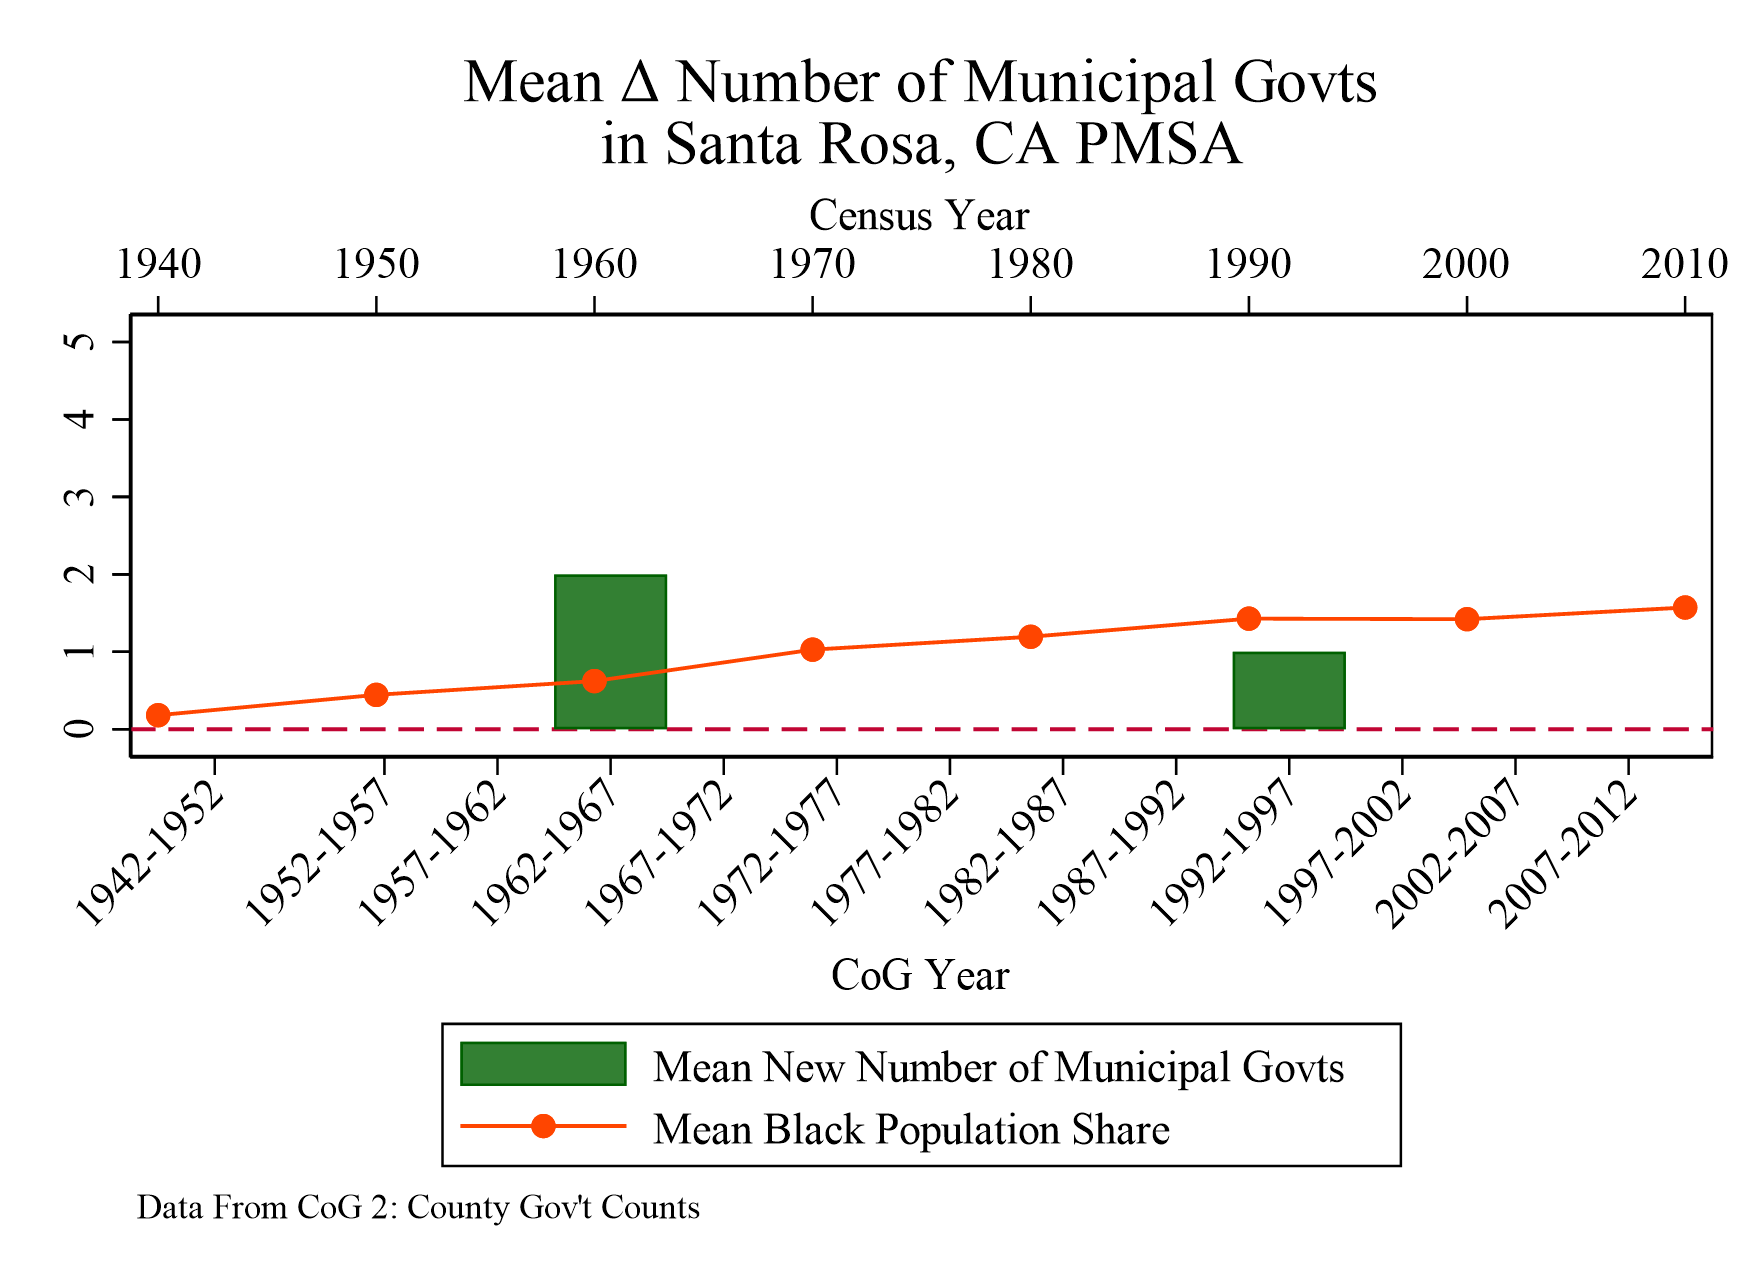 Mean Δ Number of Municipal Govts
in Santa Rosa, CA PMSA
Census Year
1940 1950 1960 1970 1980 1990 2000 2010
5
4
3
2
1
0
1942-1952 1952-1957 1957-1962 1962-1967 1967-1972 1972-1977 1977-1982 1982-1987 1987-1992 1992-1997 1997-2002 2002-2007 2007-2012
CoG Year
Mean New Number of Municipal Govts
Mean Black Population Share
Data From CoG 2: County Gov't Counts